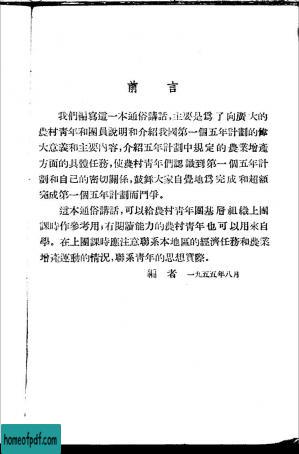 前言
我們編寫這一本通俗講話,主要是爲了向廣大的
農村青年和團員說明和介紹我國第一個五年計劃的偉
大意義和主要內容,介紹五年計劃中規定的農業增產
方面的具體任務,使農村青年們認識到第一個五年計
劃和自己的密切關係,鼓舞大家自覺地爲完成和超額
完成第一個五年計劃而鬥爭。
這本通俗講話,可以給農村青年團基層組織上團
課時作參考用,有閱讀能力的農村青年也可以用來自
學。在上團課時應注意聯系本地區的經濟任務和農業
增產運動的情況,聯系青年的思想實際。
編者 一九五五年八月
homeofpdf.com